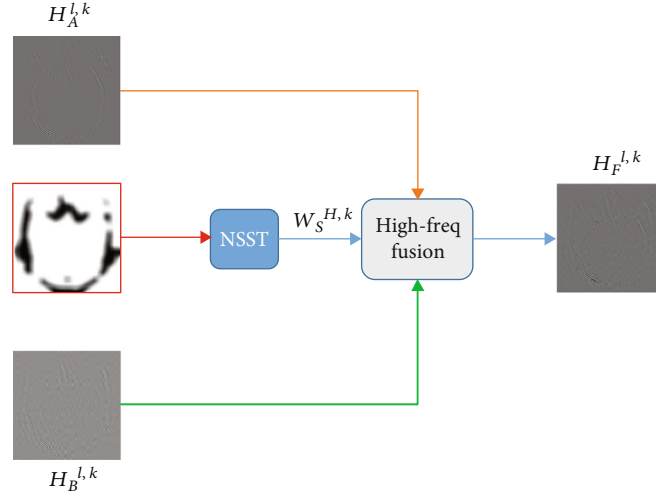 H_A^{l,k}
H_F^{l,k}
NSST
W_S^{H,k}
High-freq
fusion
H_B^{l,k}